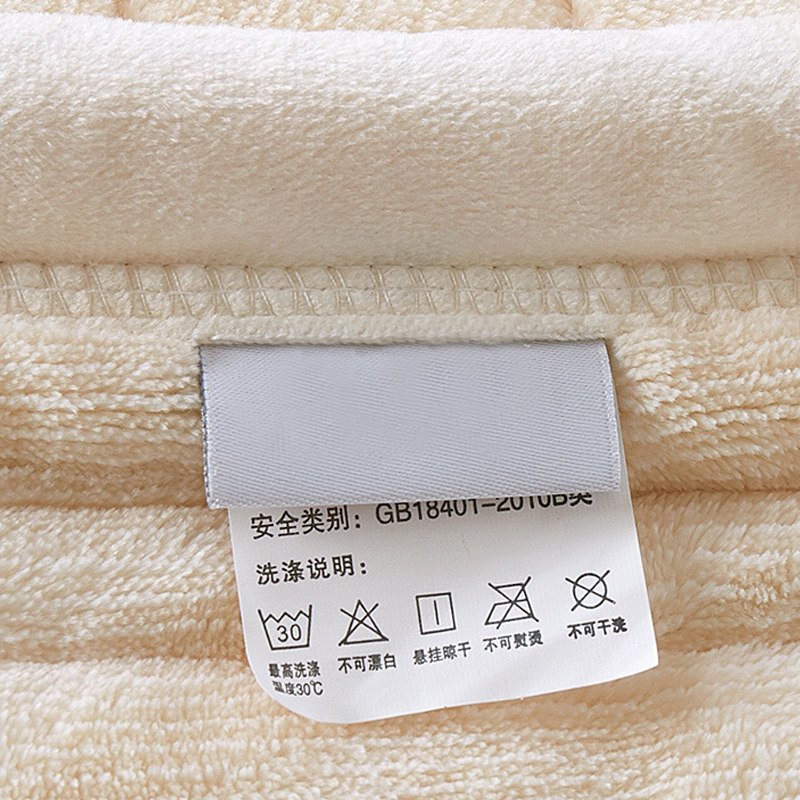 安全类别：GB18401-2010B类
洗涤说明：
30
最高洗涤
温度30℃
不可漂白
悬挂晾干
不可熨烫
不可干洗